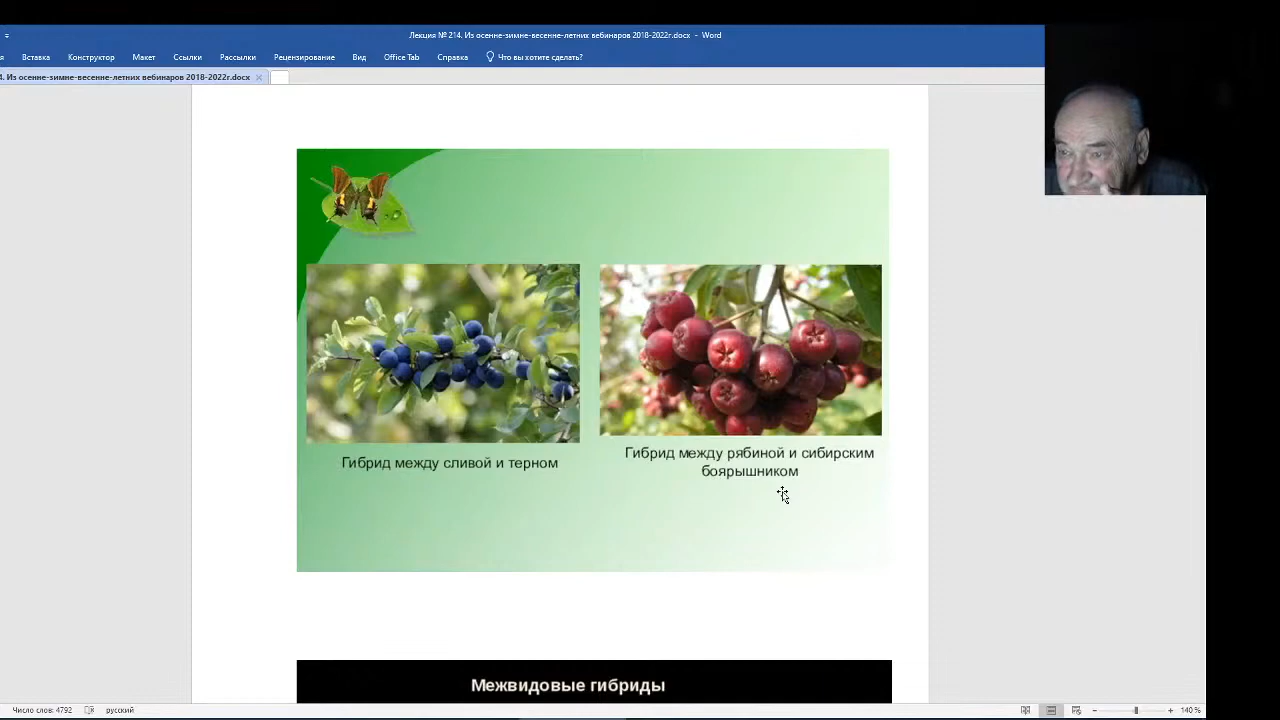 Лекция № 214. Из осенне-зимне-весенне-летних вебинаров 2018-2022г.docx - Word
Вставка Конструктор Макет Ссылки Рассылки Рецензирование Вид Office Tab Справка Что вы хотите сделать?
4. Из осенне-зимне-весенне-летних вебинаров 2018-2022г.docx
Гибрид между сливой и терном
Гибрид между рябиной и сибирским
боярышником
Межвидовые гибриды
Число слов: 4792 русский 140 %